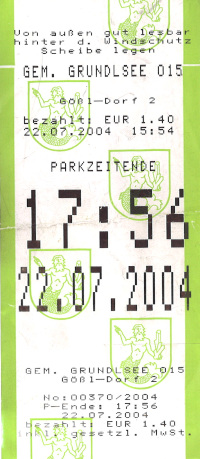 Von außen gut lesbar
hinter d. Windschutz
Scheibe legen
GEM. GRUNDLSEE 015
Gößl-Dorf 2
bezahlt: EUR 1.40
22.07.2004 15:54
PARKZEITENDE
17:56
22.07.2004
GEM. GRUNDLSEE 015
Gößl-Dorf 2
No:00370/2004
P-Ende: 17:56
22.07.2004
bezahlt: EUR 1.40
inkl. gesetzl. MwSt.